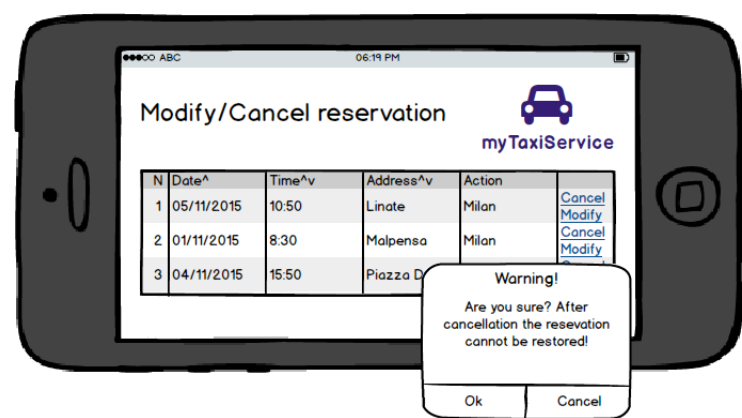 ABC 06:19 PM
Modify/Cancel reservation
myTaxiService
N Date^ Time^v Address^v Action
1 05/11/2015 10:50 Linate Milan Cancel
Modify
2 01/11/2015 8:30 Malpensa Milan Cancel
Modify
3 04/11/2015 15:50 Piazza D
Warning!
Are you sure? After
cancellation the resevation
cannot be restored!
Ok Cancel